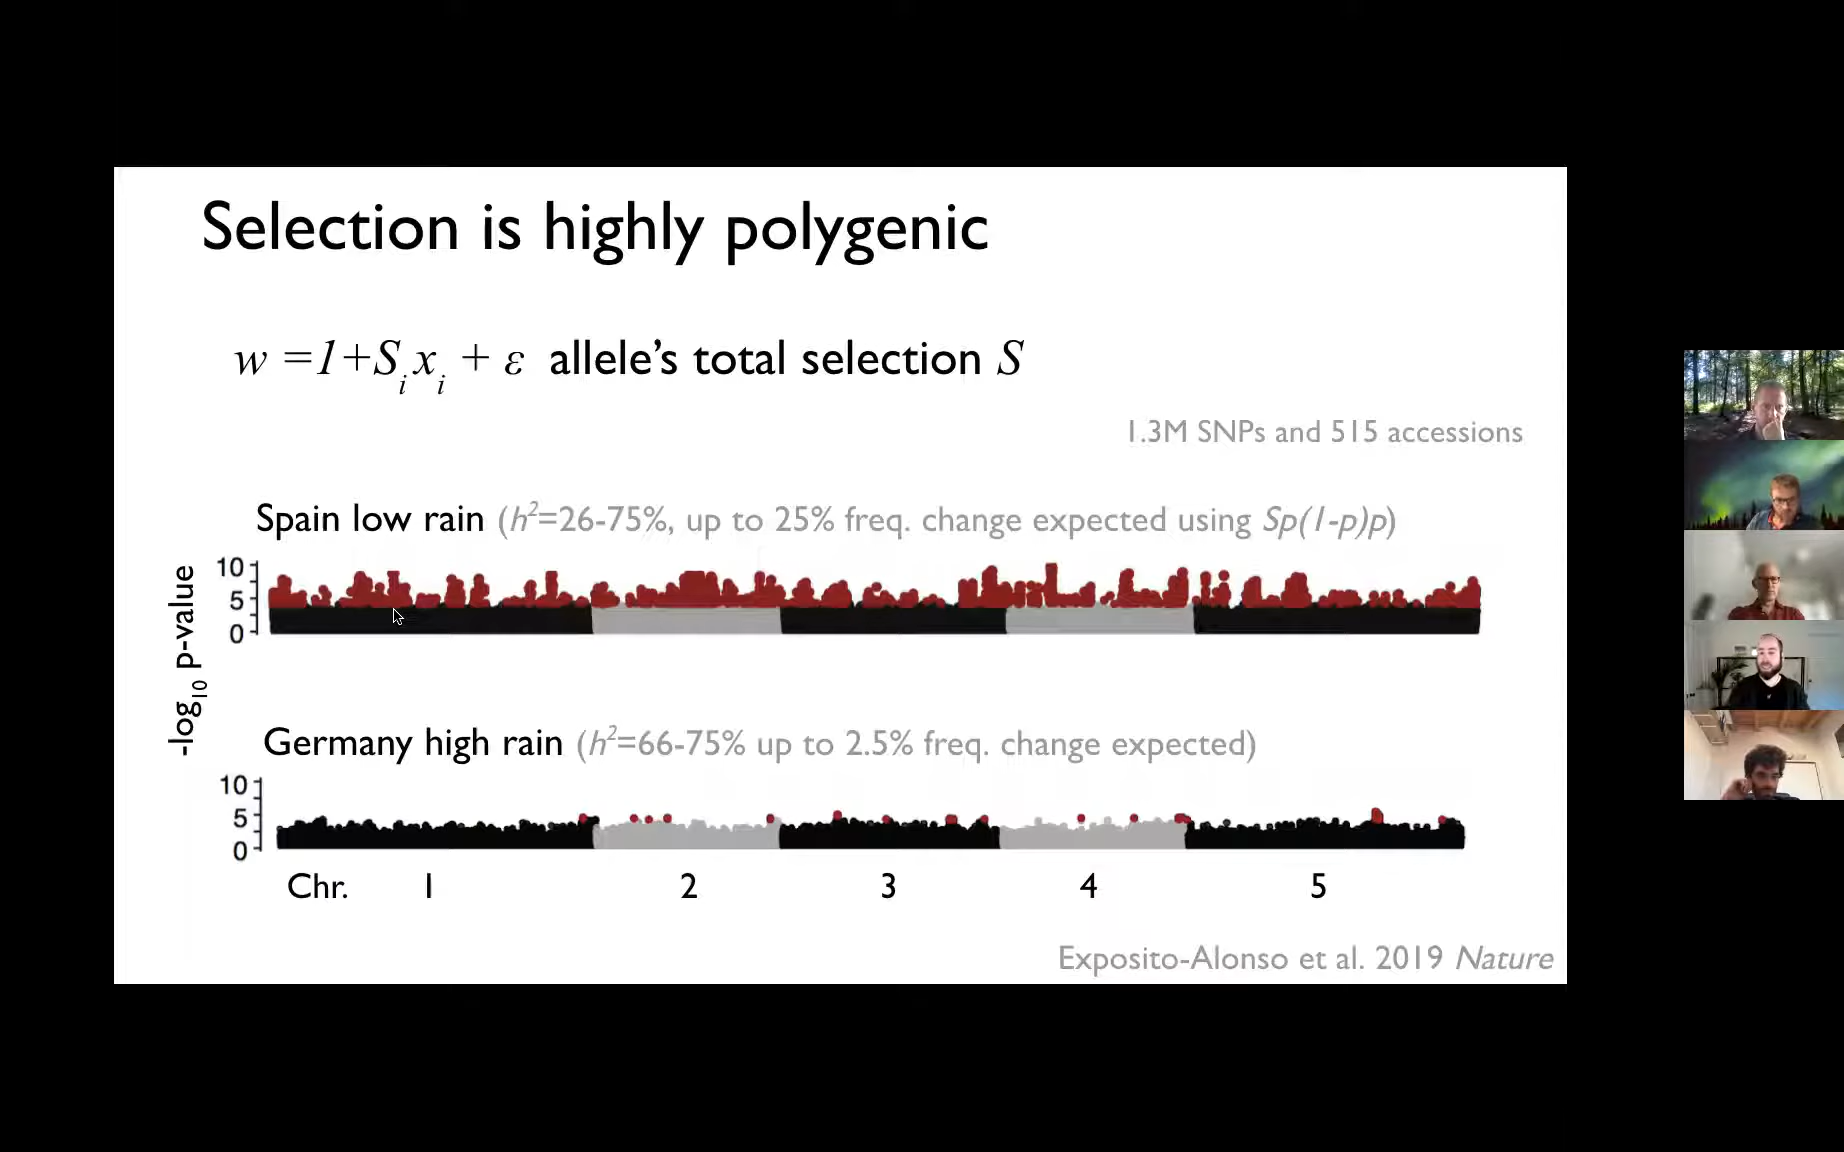 Selection is highly polygenic
w =1+Sᵢxᵢ + ε allele’s total selection S
1.3M SNPs and 515 accessions
Spain low rain (h²=26-75%, up to 25% freq. change expected using Sp(1-p)p)
10
5
0
-log₁₀ p-value
Germany high rain (h²=66-75% up to 2.5% freq. change expected)
10
5
0
Chr. 1 2 3 4 5
Exposito-Alonso et al. 2019 Nature